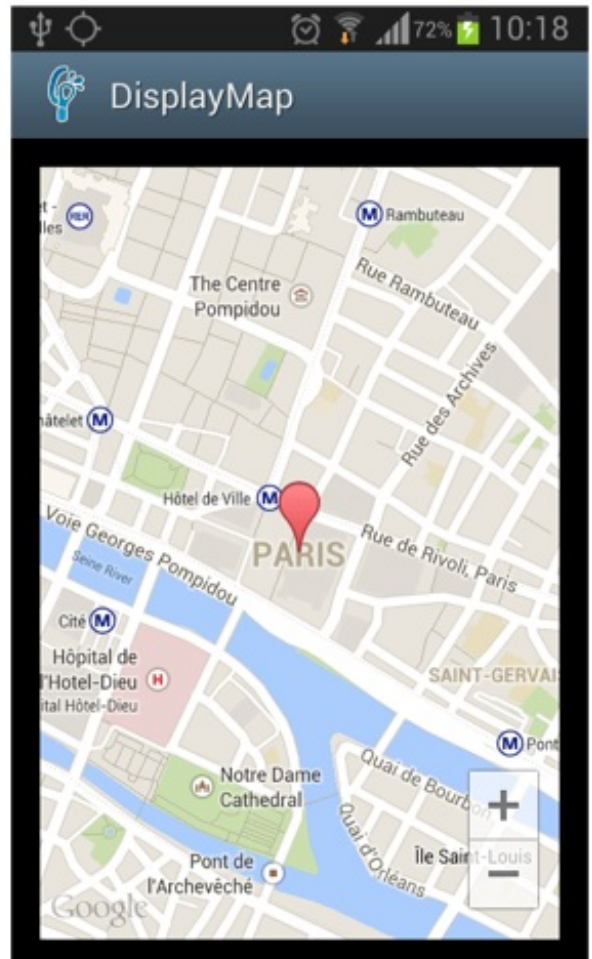 72% 10:18
DisplayMap
M Rambuteau
RER
The Centre
Pompidou
Rue Rambuteau
Rue des Archives
M
Hôtel de Ville M
PARIS
Rue de Rivoli, Paris
Voie Georges Pompidou
Seine River
Cité M
Hôpital de
l'Hotel-Dieu H
Hôtel-Dieu
SAINT-GERVAI
M Pont
Notre Dame
Cathedral
Quai de Bourbon
Quai d'Orléans
Île Saint-Louis
Pont de
l'Archevêché
Google
+
−